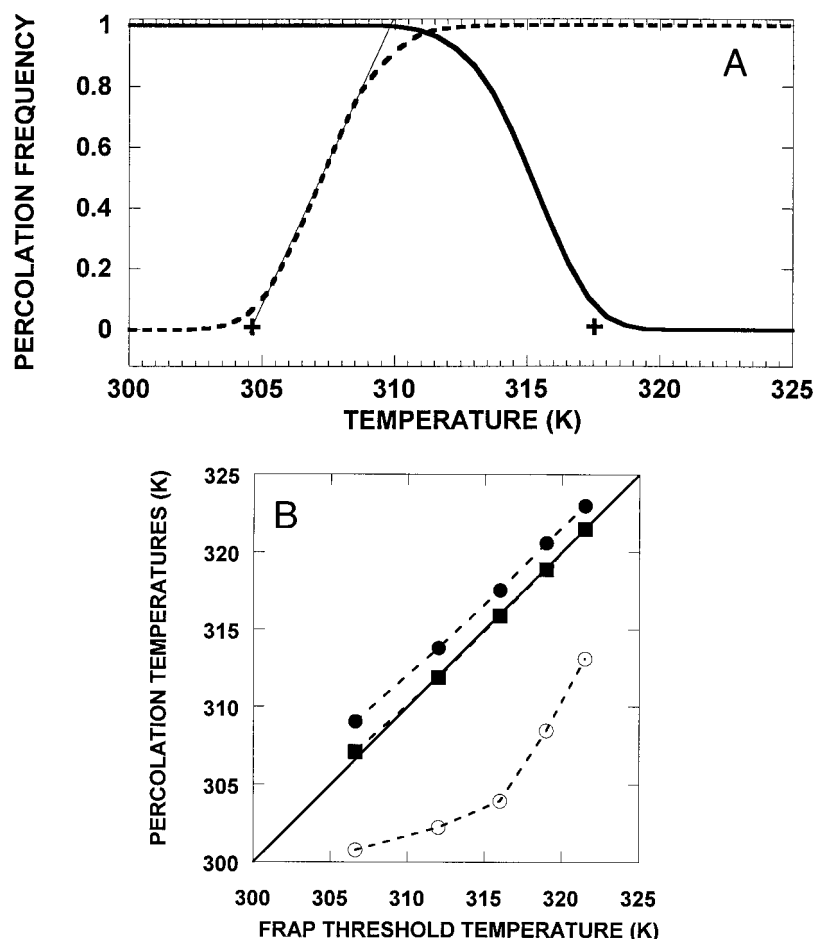 PERCOLATION FREQUENCY
1
0.8
0.6
0.4
0.2
0
A
300 305 310 315 320 325
TEMPERATURE (K)
PERCOLATION TEMPERATURES (K)
325
320
315
310
305
300
B
300 305 310 315 320 325
FRAP THRESHOLD TEMPERATURE (K)